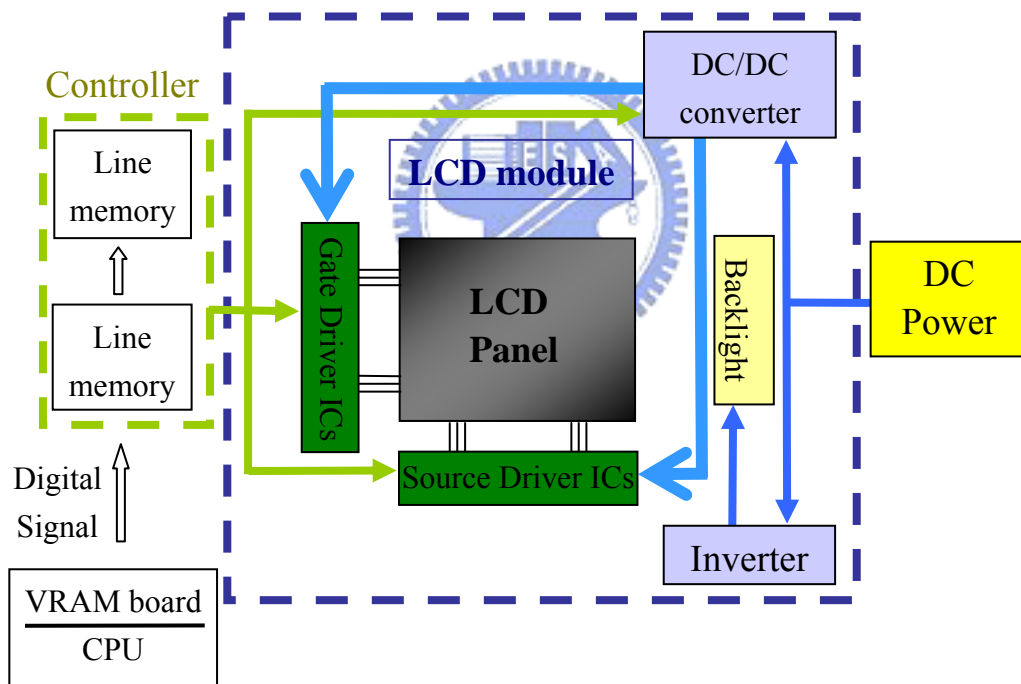 Controller
Line
memory
Line
memory
Digital
Signal
VRAM board
CPU
DC/DC
converter
LCD module
Gate Driver ICs
LCD
Panel
Source Driver ICs
Backlight
Inverter
DC
Power